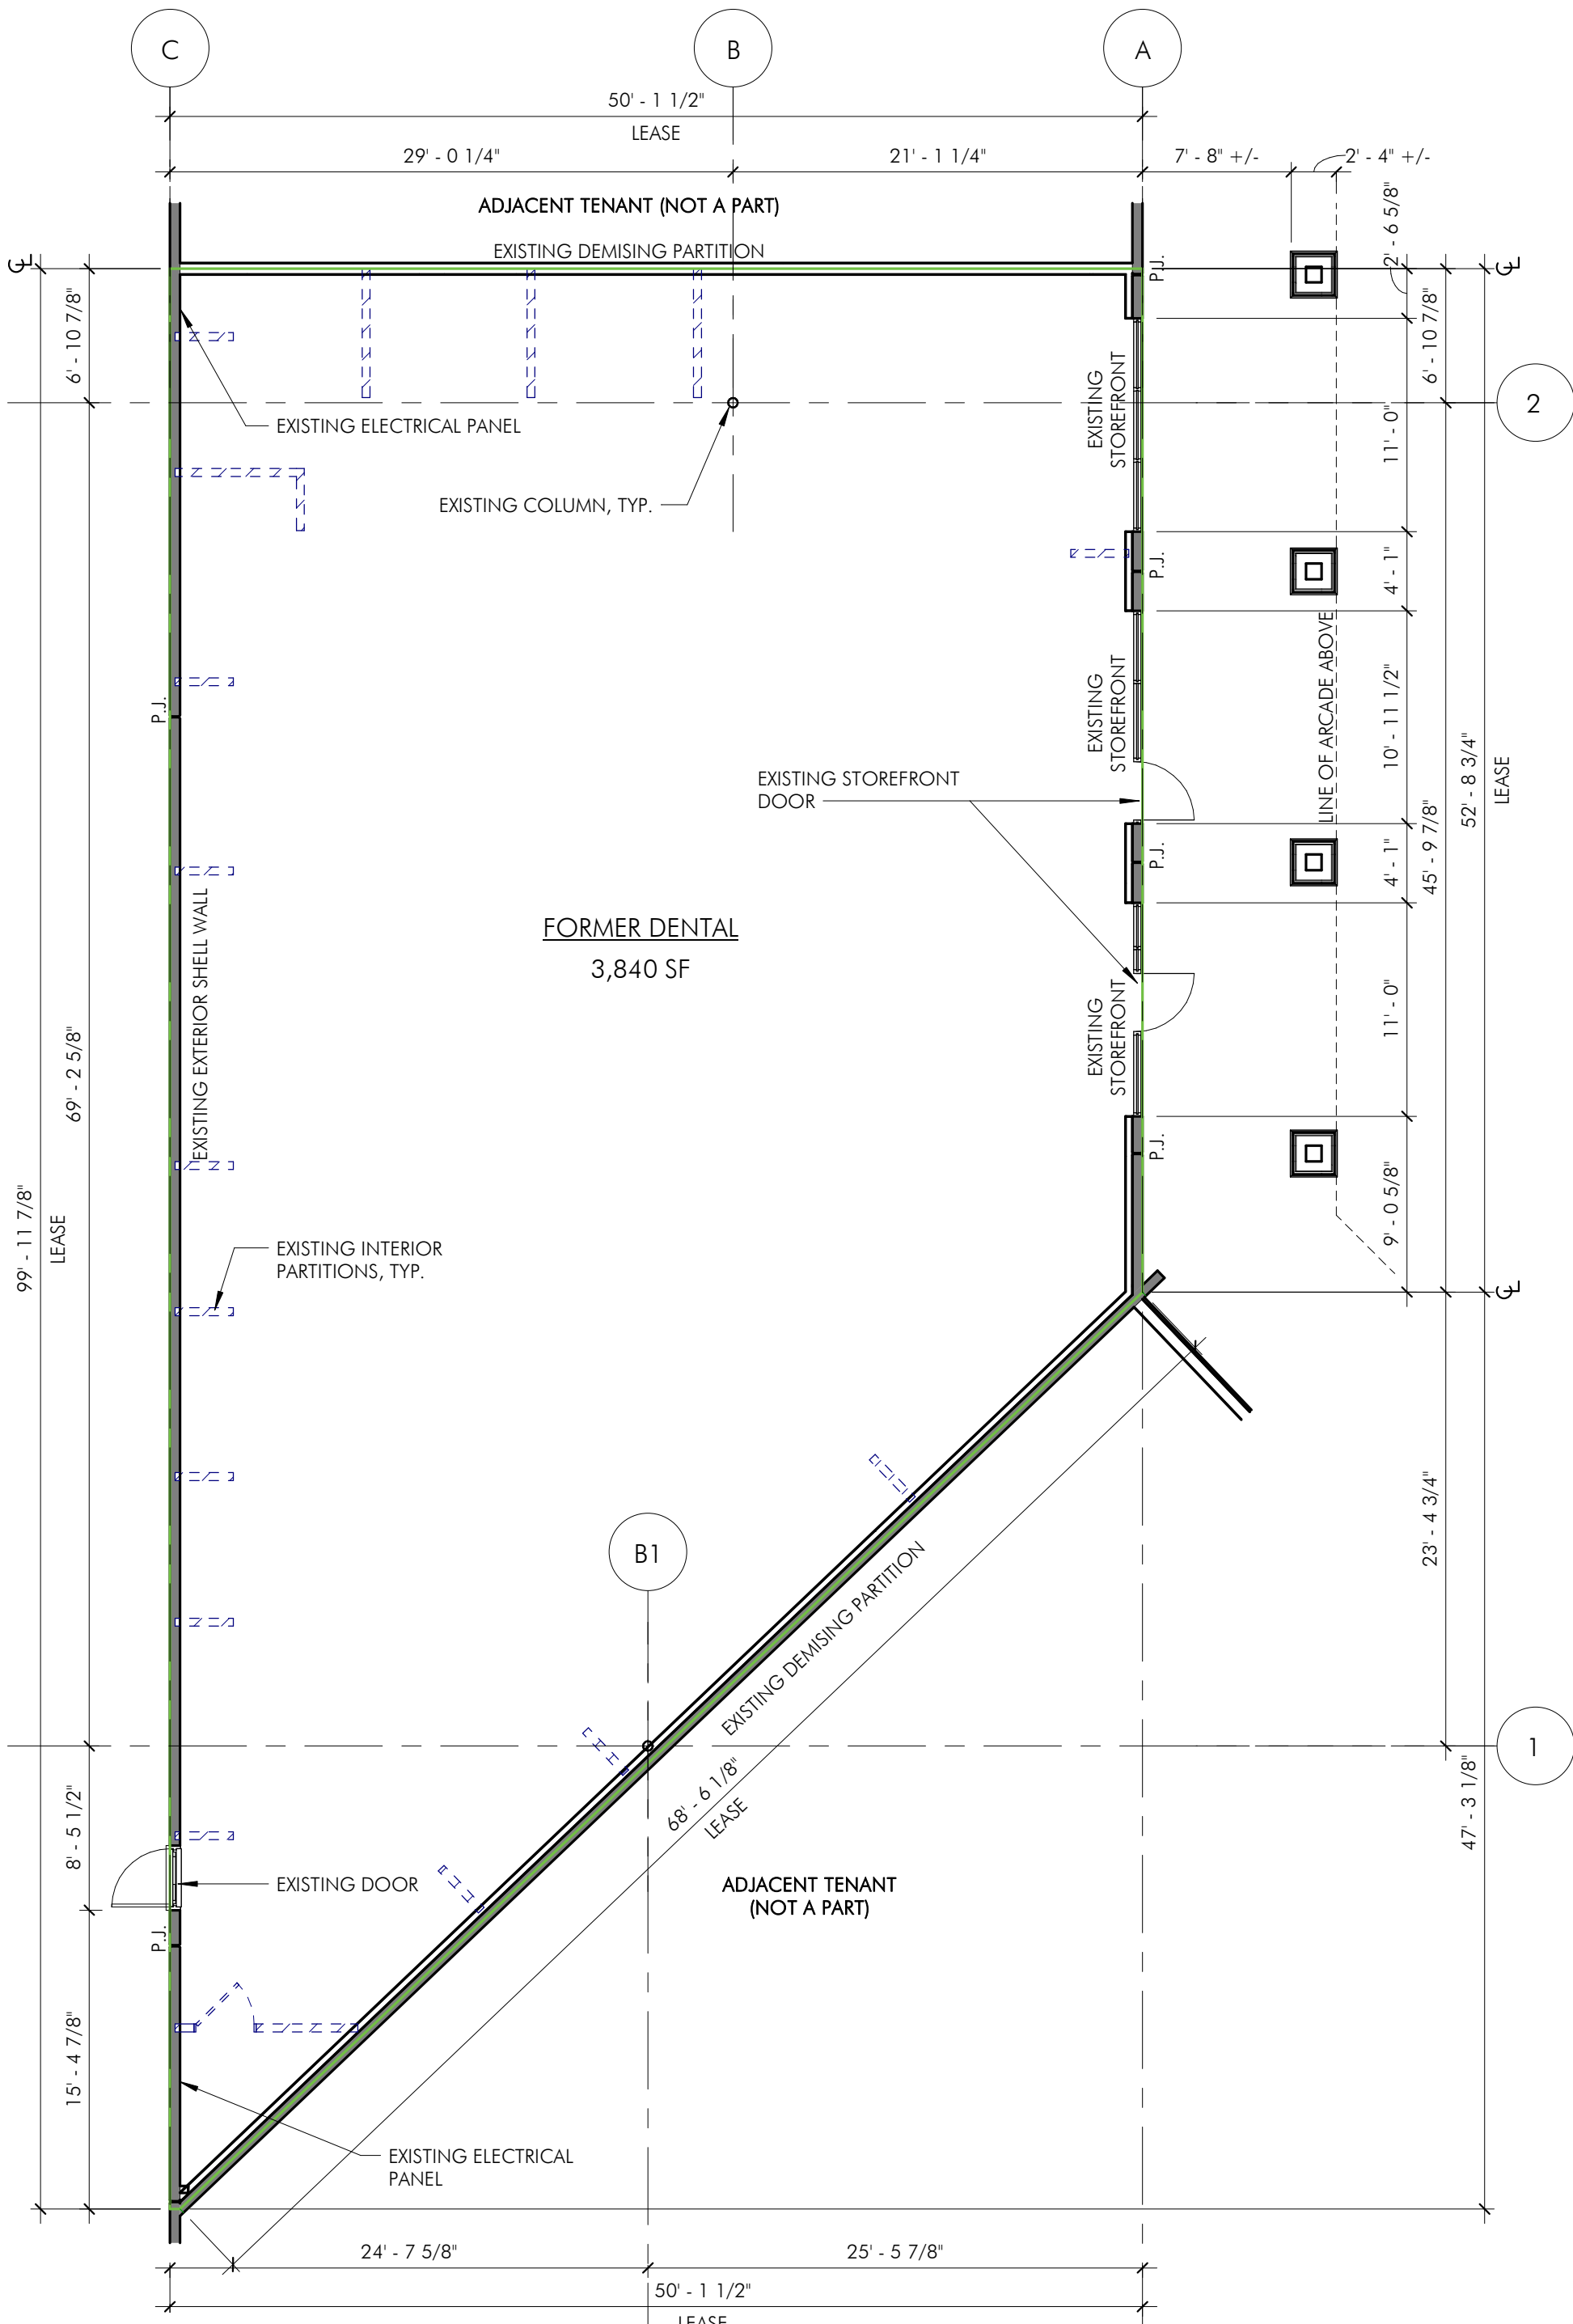 C
B
A
50' - 1 1/2"
LEASE
29' - 0 1/4"
21' - 1 1/4"
7' - 8" +/-
2' - 4" +/-
ADJACENT TENANT (NOT A PART)
EXISTING DEMISING PARTITION
2' - 6 5/8"
CL
CL
P.J.
6' - 10 7/8"
6' - 10 7/8"
EXISTING
STOREFRONT
11' - 0"
2
EXISTING ELECTRICAL PANEL
EXISTING COLUMN, TYP.
P.J.
4' - 1"
P.J.
EXISTING
STOREFRONT
LINE OF ARCADE ABOVE
10' - 11 1/2"
EXISTING STOREFRONT
DOOR
52' - 8 3/4"
LEASE
45' - 9 7/8"
P.J.
4' - 1"
EXISTING EXTERIOR SHELL WALL
FORMER DENTAL
3,840 SF
EXISTING
STOREFRONT
11' - 0"
69' - 2 5/8"
99' - 11 7/8"
LEASE
P.J.
9' - 0 5/8"
EXISTING INTERIOR
PARTITIONS, TYP.
CL
23' - 4 3/4"
B1
EXISTING DEMISING PARTITION
1
68' - 6 1/8"
LEASE
47' - 3 1/8"
8' - 5 1/2"
EXISTING DOOR
ADJACENT TENANT
(NOT A PART)
P.J.
15' - 4 7/8"
EXISTING ELECTRICAL
PANEL
24' - 7 5/8"
25' - 5 7/8"
50' - 1 1/2"
LEASE